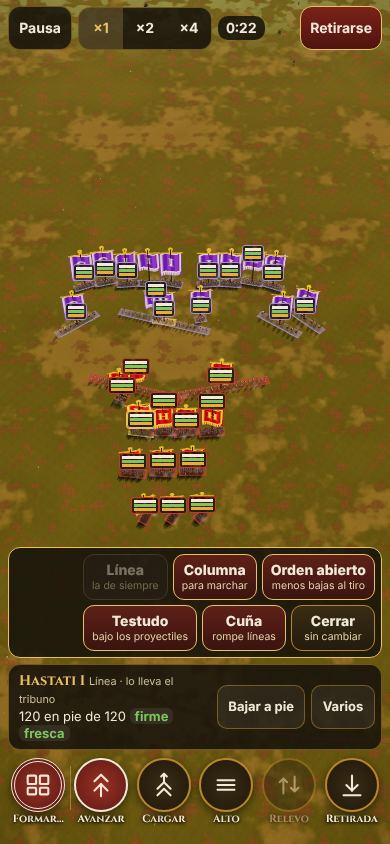 Pausa
×1
×2
×4
0:22
Retirarse
Línea
la de siempre
Columna
para marchar
Orden abierto
menos bajas al tiro
Testudo
bajo los proyectiles
Cuña
rompe líneas
Cerrar
sin cambiar
Hastati I Línea · lo lleva el
tribuno
120 en pie de 120 firme
fresca
Bajar a pie
Varios
Formar…
Avanzar
Cargar
Alto
Relevo
Retirada